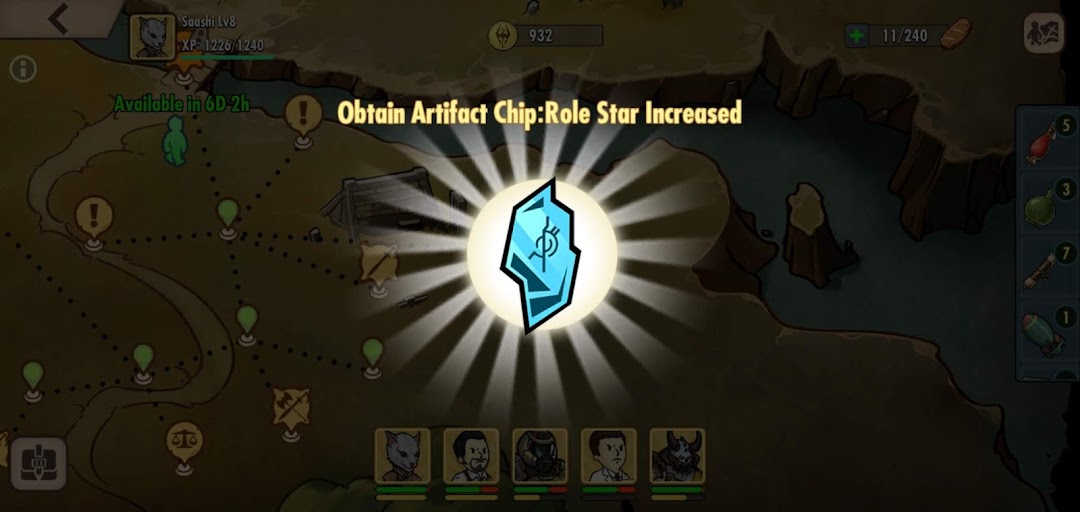 Saashi Lv8
XP: 1226/1240
932
11/240
Available in 6D 2h
Obtain Artifact Chip:Role Star Increased
5
3
7
1